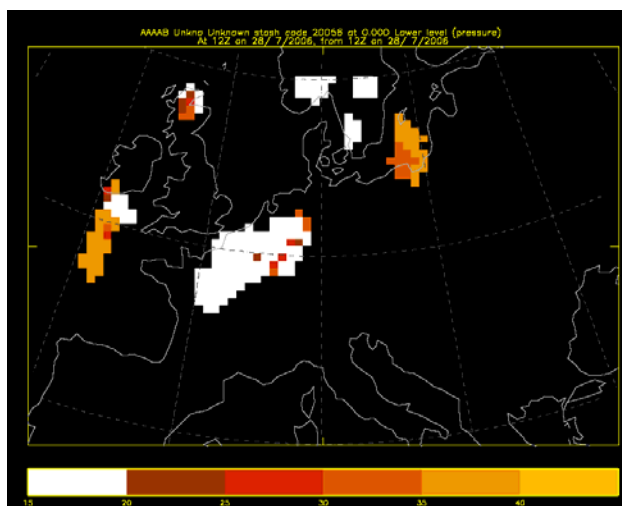 AAAAB Unkno Unknown stash code 20058 at 0.000 Lower level (pressure)
At 12Z on 28/ 7/2006, from 12Z on 28/ 7/2006
15 20 25 30 35 40